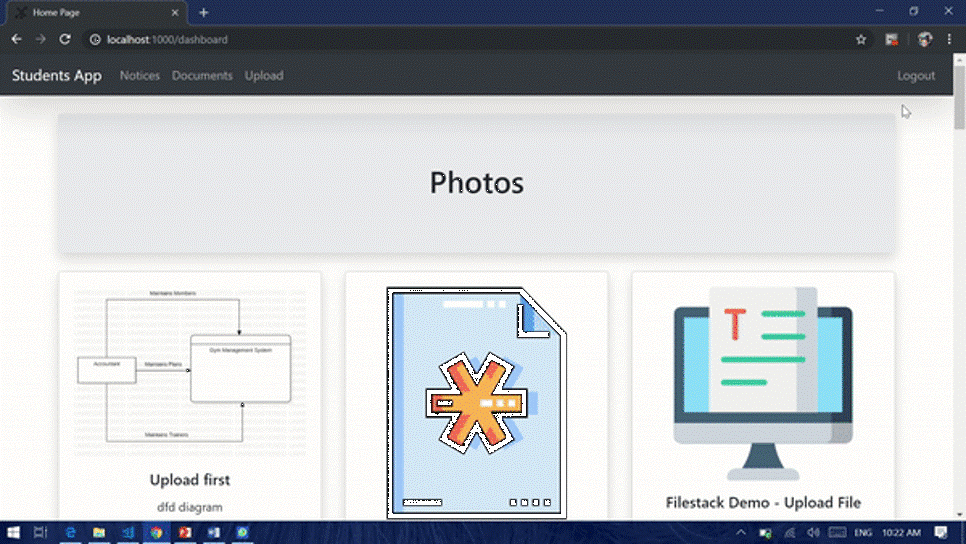 Home Page
localhost:1000/dashboard
Students App Notices Documents Upload Logout
Photos
Maintains Members
Accountant
Maintains Plans
Gym Management System
Maintains Trainers
T
Upload first
dfd diagram
Filestack Demo - Upload File
ENG 10:22 AM